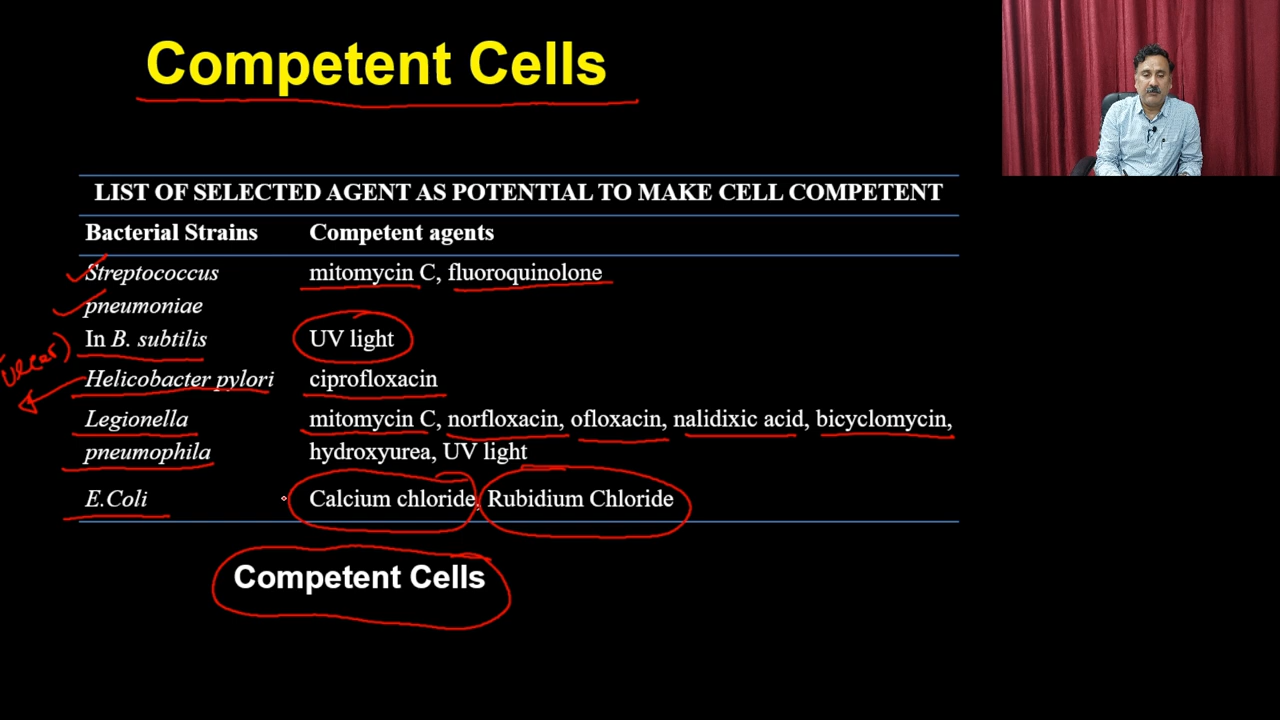 Competent Cells
LIST OF SELECTED AGENT AS POTENTIAL TO MAKE CELL COMPETENT
Bacterial Strains Competent agents
Streptococcus mitomycin C, fluoroquinolone
pneumoniae
In B. subtilis UV light
Helicobacter pylori ciprofloxacin
Legionella mitomycin C, norfloxacin, ofloxacin, nalidixic acid, bicyclomycin,
pneumophila hydroxyurea, UV light
E.Coli Calcium chloride, Rubidium Chloride
Competent Cells